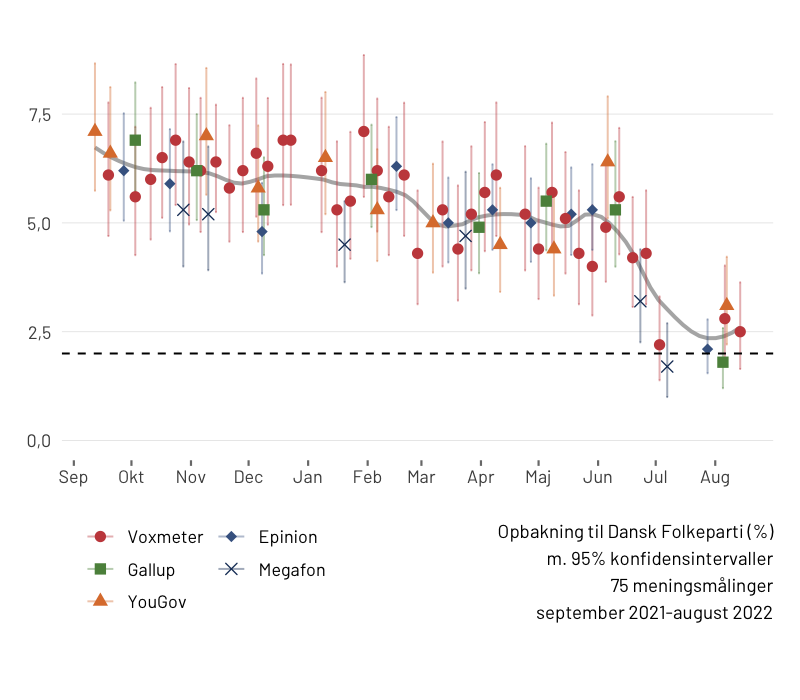 7,5
5,0
2,5
0,0
Sep Okt Nov Dec Jan Feb Mar Apr Maj Jun Jul Aug
Voxmeter Epinion
Gallup Megafon
YouGov
Opbakning til Dansk Folkeparti (%)
m. 95% konfidensintervaller
75 meningsmålinger
september 2021-august 2022